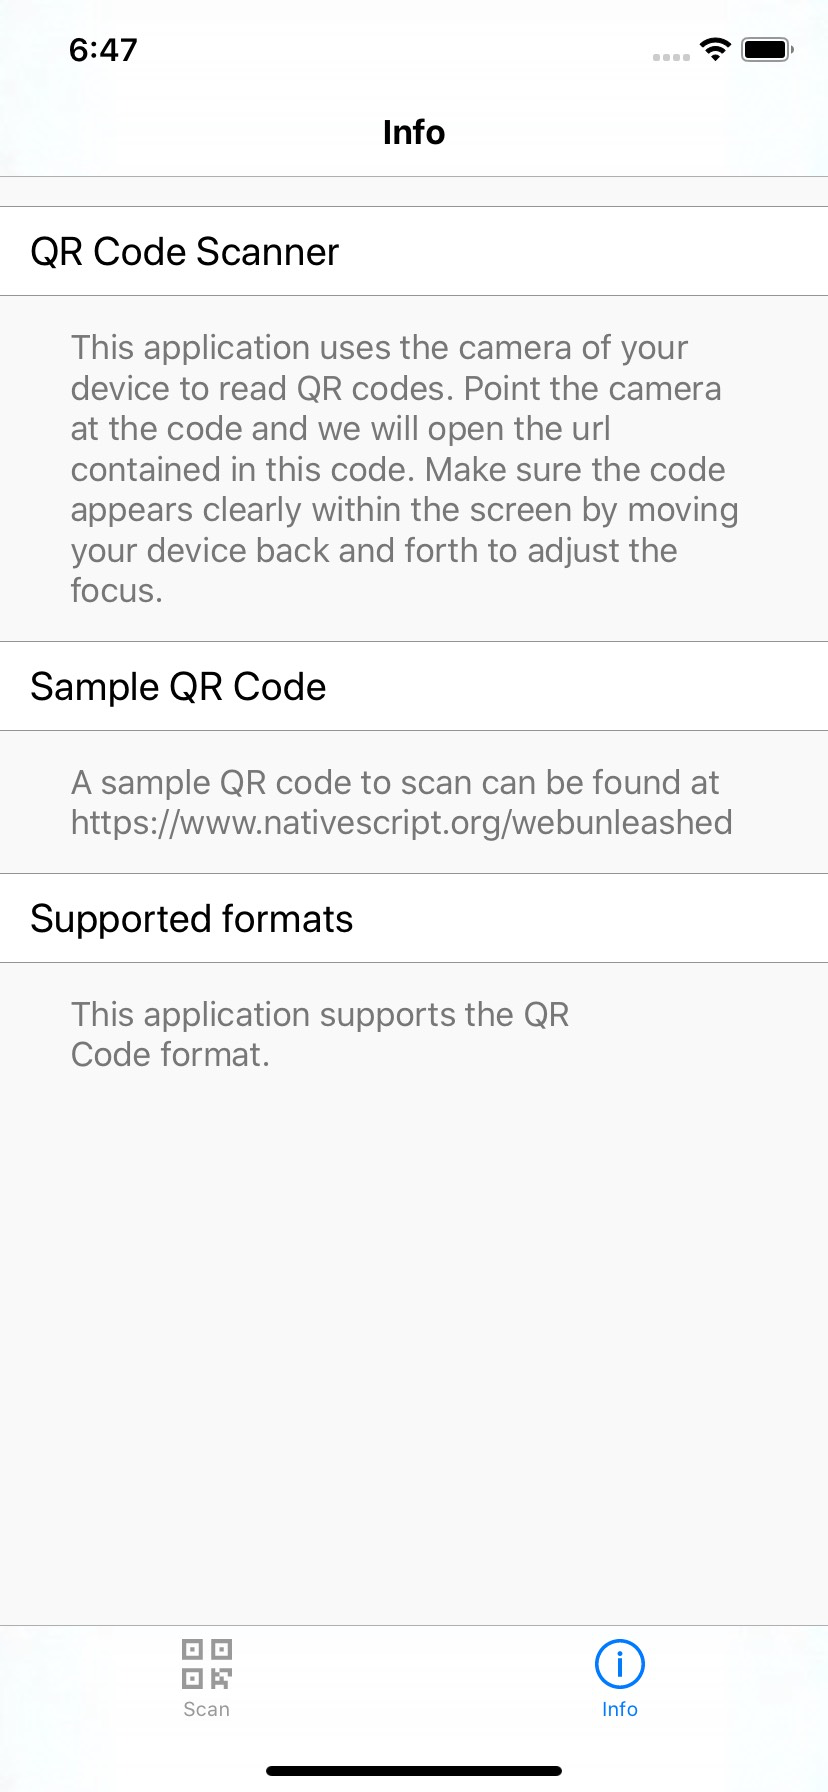 6:47
Info
QR Code Scanner
This application uses the camera of your
device to read QR codes. Point the camera
at the code and we will open the url
contained in this code. Make sure the code
appears clearly within the screen by moving
your device back and forth to adjust the
focus.
Sample QR Code
A sample QR code to scan can be found at
https://www.nativescript.org/webunleashed
Supported formats
This application supports the QR
Code format.
Scan
Info